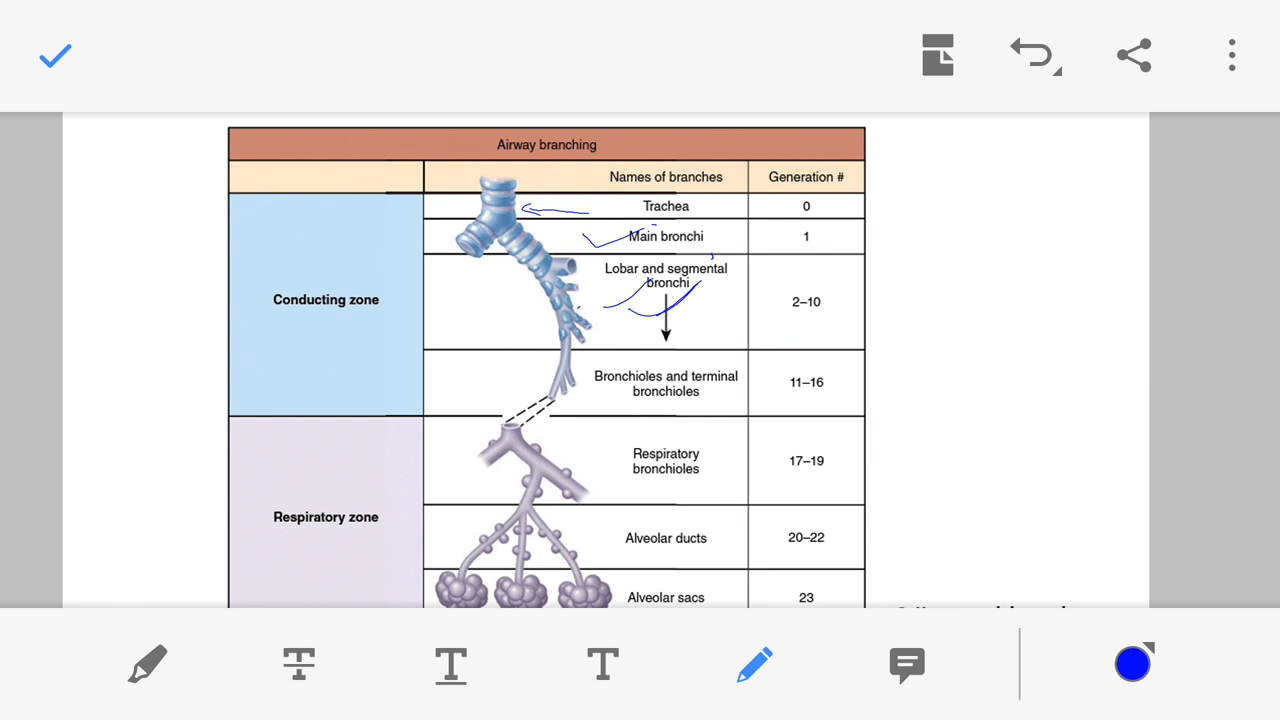 Airway branching
Names of branches
Generation #
Conducting zone
Trachea
0
Main bronchi
1
Lobar and segmental
bronchi
2–10
Bronchioles and terminal
bronchioles
11–16
Respiratory zone
Respiratory
bronchioles
17–19
Alveolar ducts
20–22
Alveolar sacs
23
T
T
T